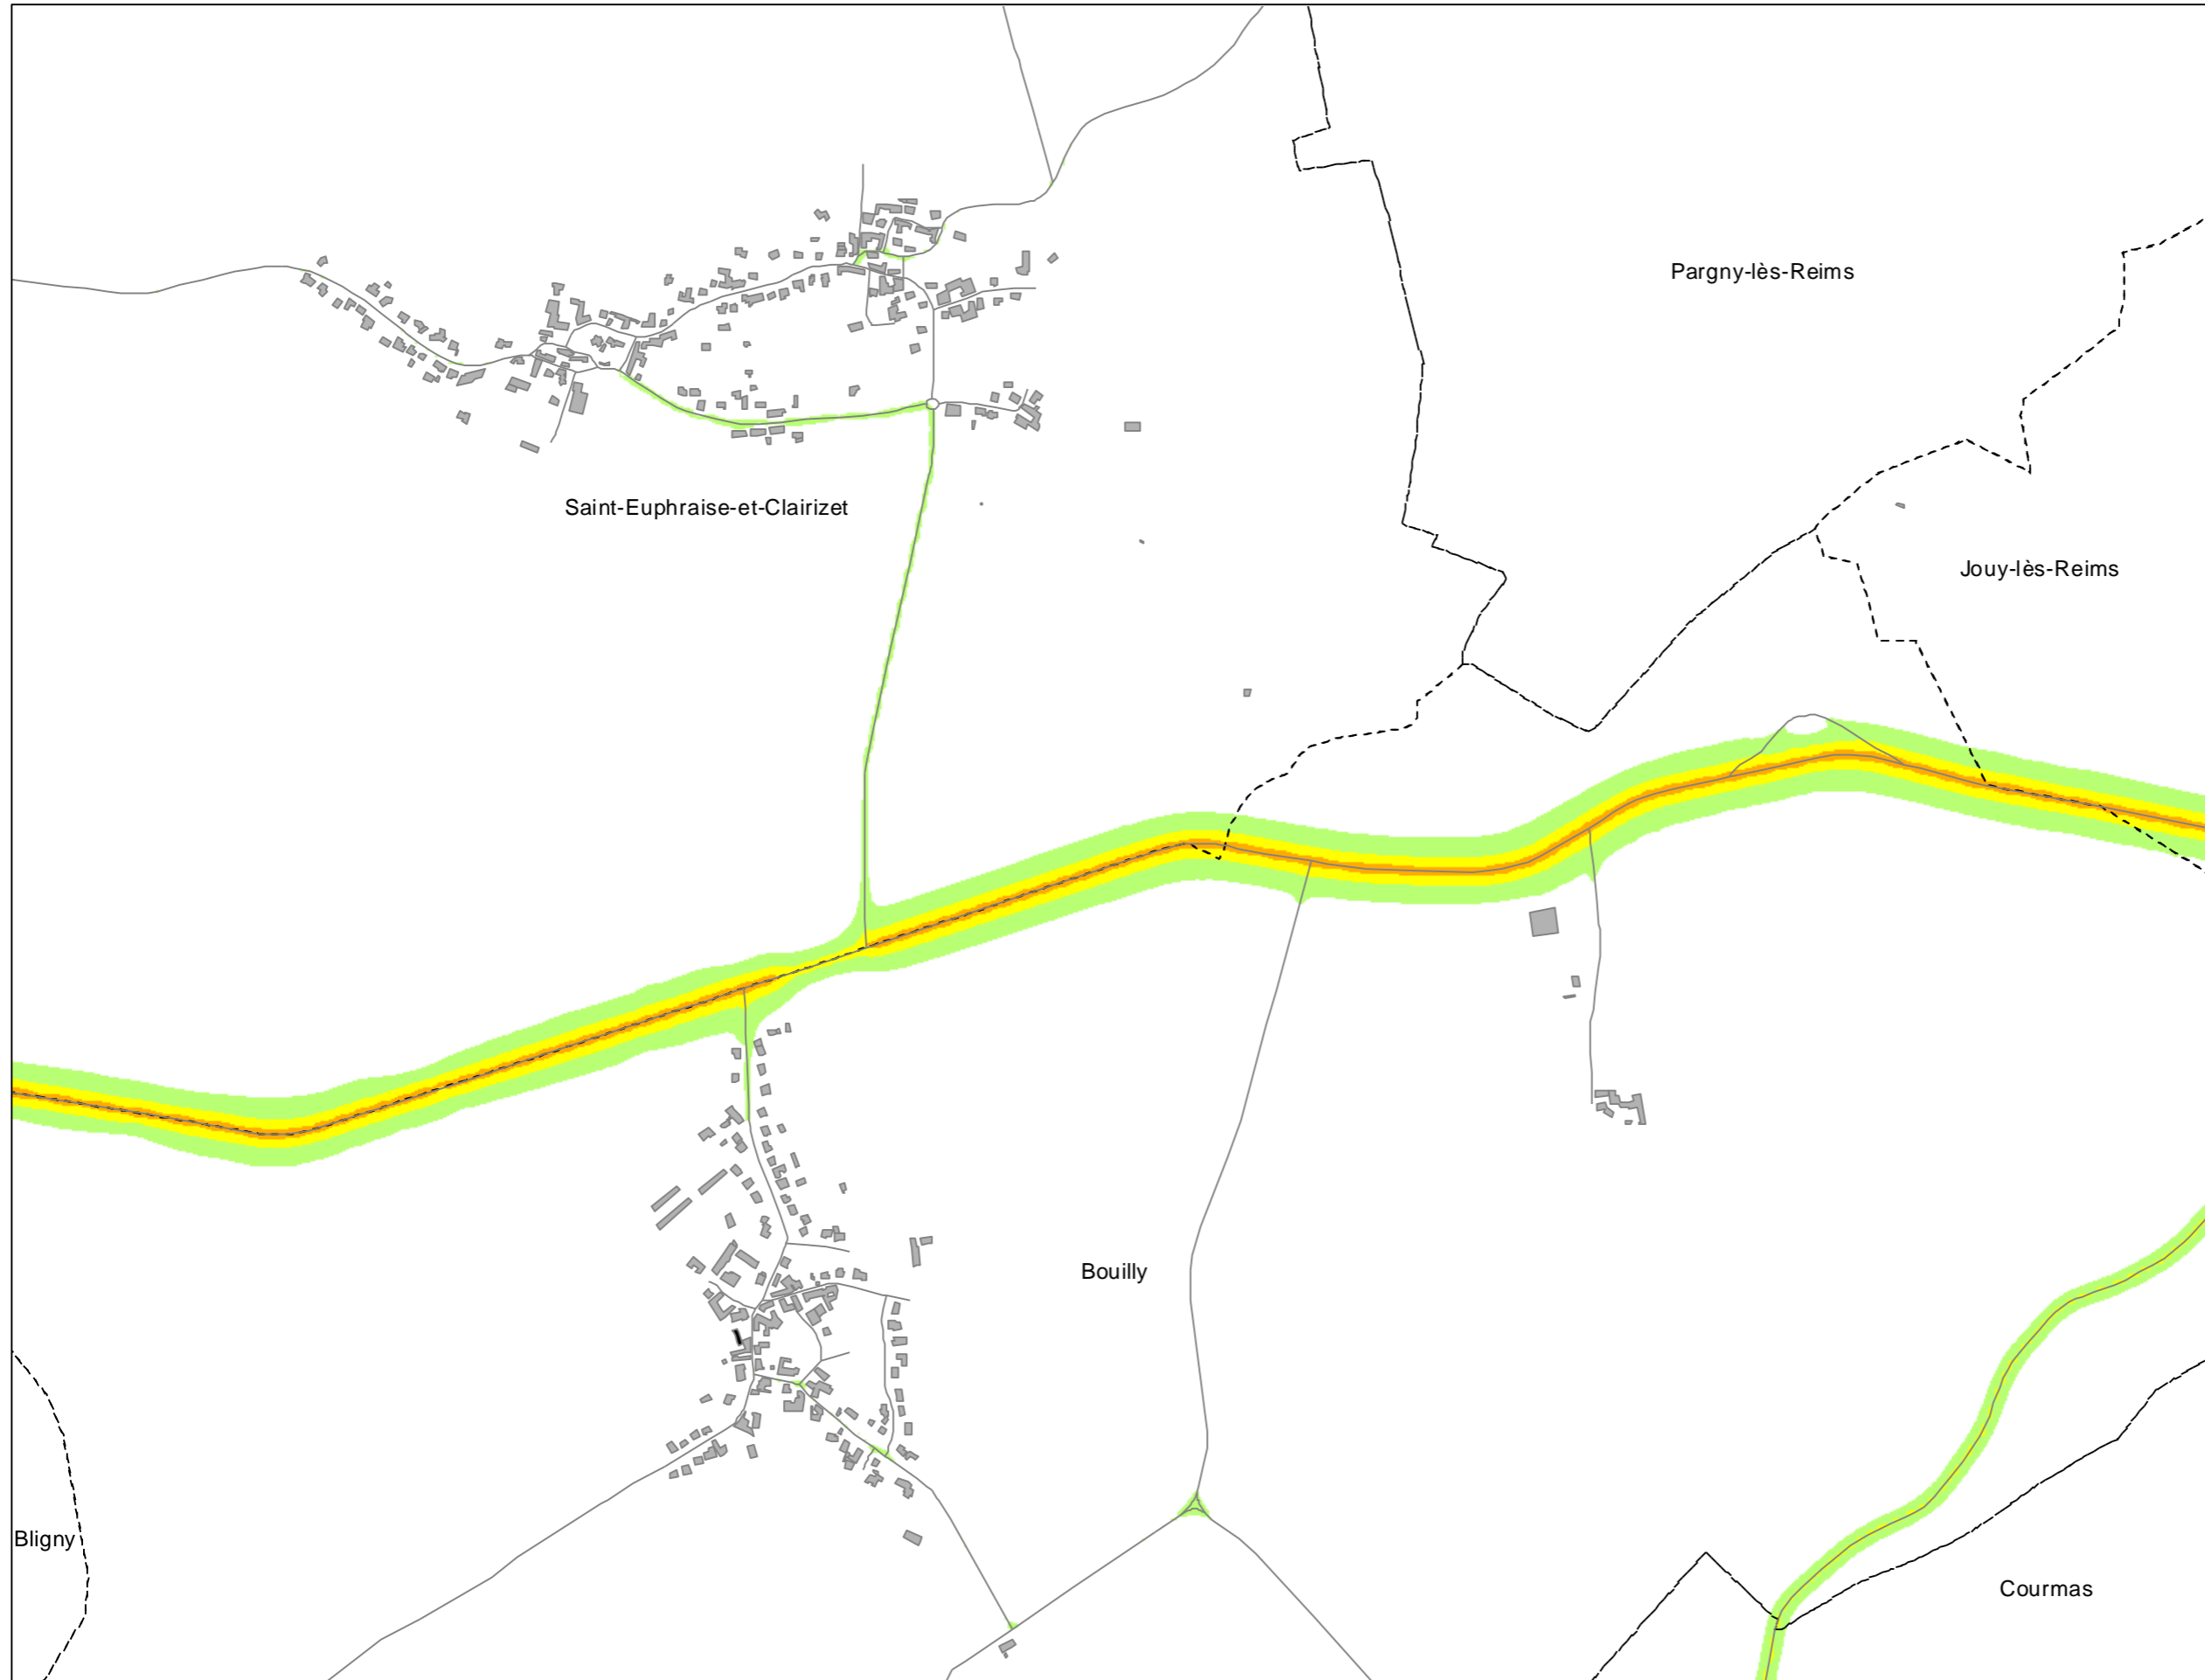 Pargny-lès-Reims
Saint-Euphraise-et-Clairizet
Jouy-lès-Reims
Bouilly
Bligny
Courmas